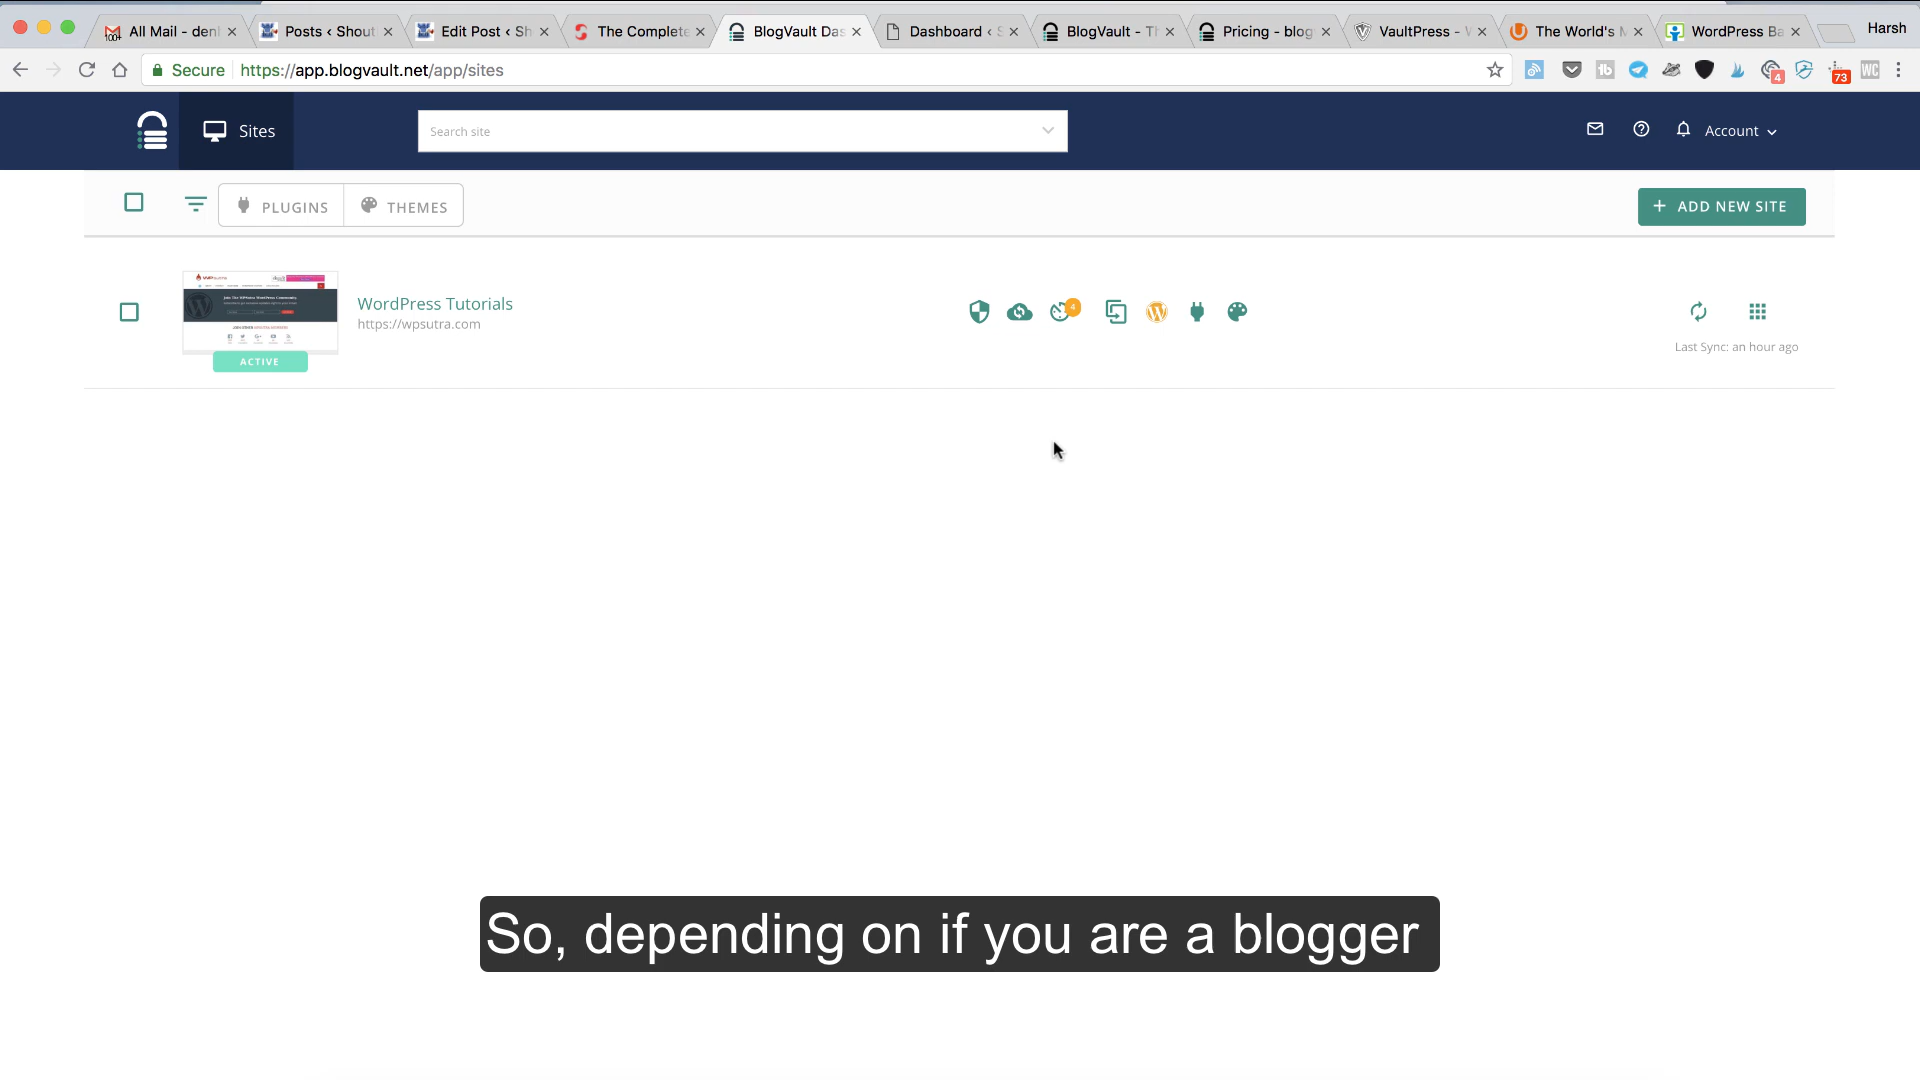 All Mail - den
Posts ‹ Shout
Edit Post ‹ Sh
The Complete
BlogVault Das
Dashboard ‹ S
BlogVault - Th
Pricing - blog
VaultPress - W
The World's M
WordPress Ba
Harsh
Secure
https://app.blogvault.net/app/sites
4
73
WC
Sites
Search site
Account
PLUGINS
THEMES
+ ADD NEW SITE
WordPress Tutorials
https://wpsutra.com
4
ACTIVE
Last Sync: an hour ago
So, depending on if you are a blogger